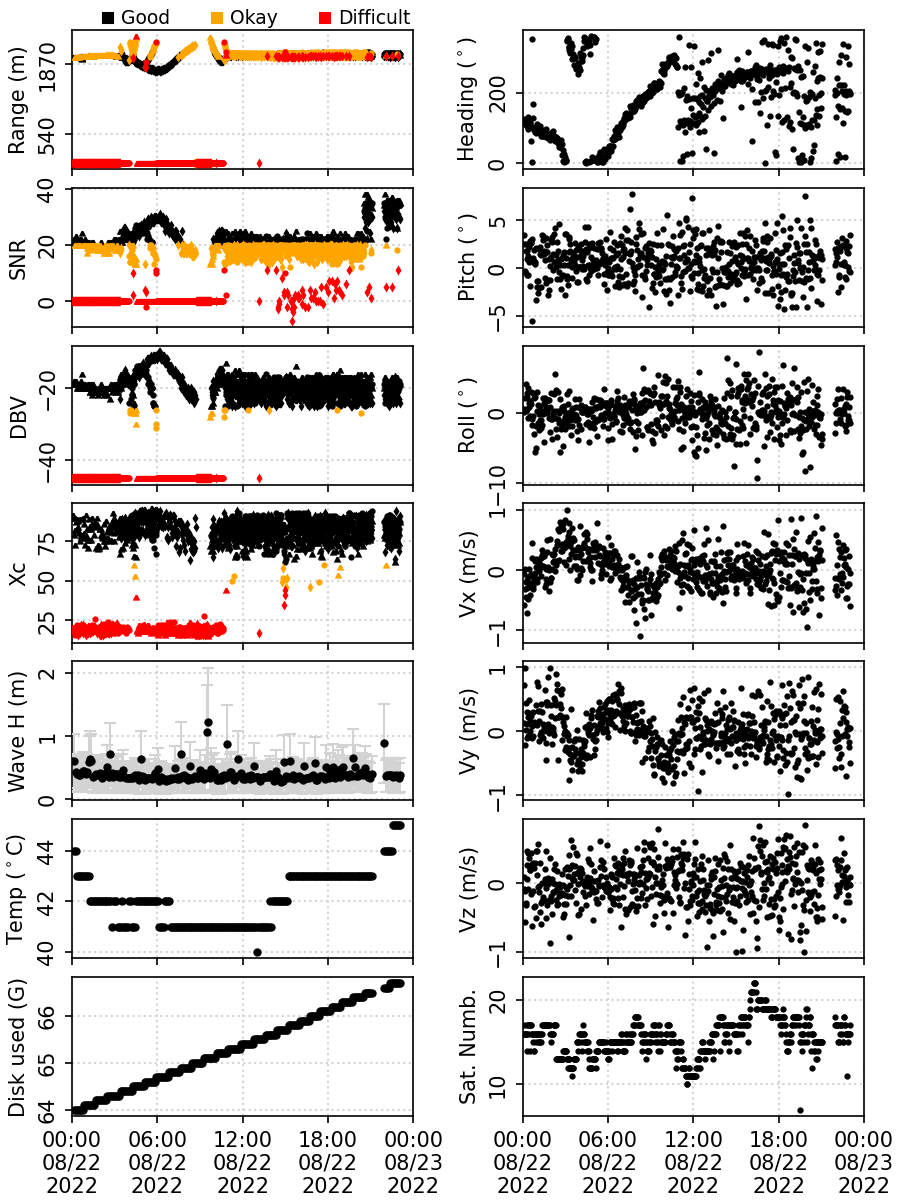 Good Okay Difficult
Range (m)
1870
540
Heading (°)
200
0
SNR
40
20
0
Pitch (°)
5
0
−5
DBV
−20
−40
Roll (°)
0
−10
Xc
75
50
25
Vx (m/s)
1
0
−1
Wave H (m)
2
1
0
Vy (m/s)
1
0
−1
Temp (°C)
44
42
40
Vz (m/s)
0
−1
Disk used (G)
66
65
64
Sat. Numb.
20
10
00:00 06:00 12:00 18:00 00:00
08/22 08/22 08/22 08/22 08/23
2022 2022 2022 2022 2022
00:00 06:00 12:00 18:00 00:00
08/22 08/22 08/22 08/22 08/23
2022 2022 2022 2022 2022